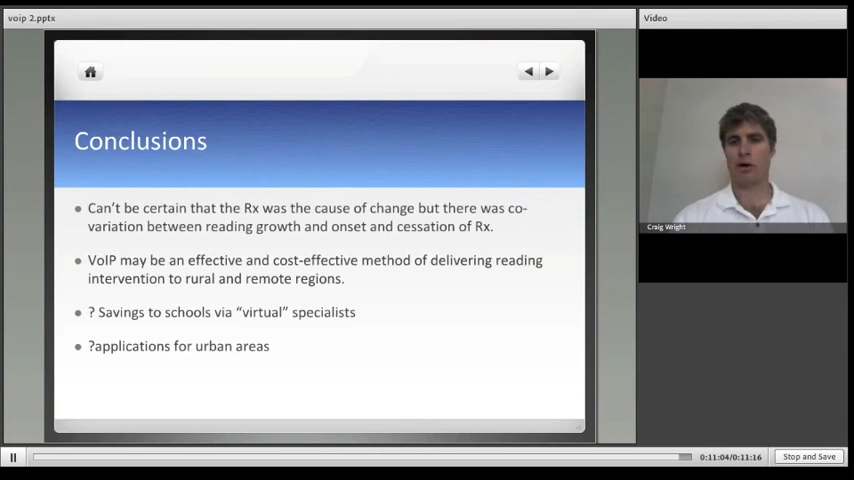 voip 2.pptx
Video
Conclusions
Can't be certain that the Rx was the cause of change but there was co-
variation between reading growth and onset and cessation of Rx.
VoIP may be an effective and cost-effective method of delivering reading
intervention to rural and remote regions.
? Savings to schools via “virtual” specialists
?applications for urban areas
Craig Wright
0:11:04/0:11:16
Stop and Save